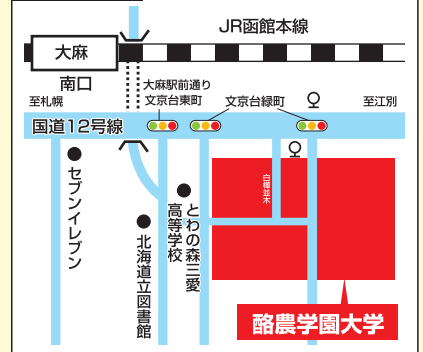 JR函館本線
大麻
南口
大麻駅前通り
文京台東町
文京台緑町
至札幌
至江別
国道12号線
セブンイレブン
白樺並木
とわの森三愛
高等学校
北海道立図書館
酪農学園大学